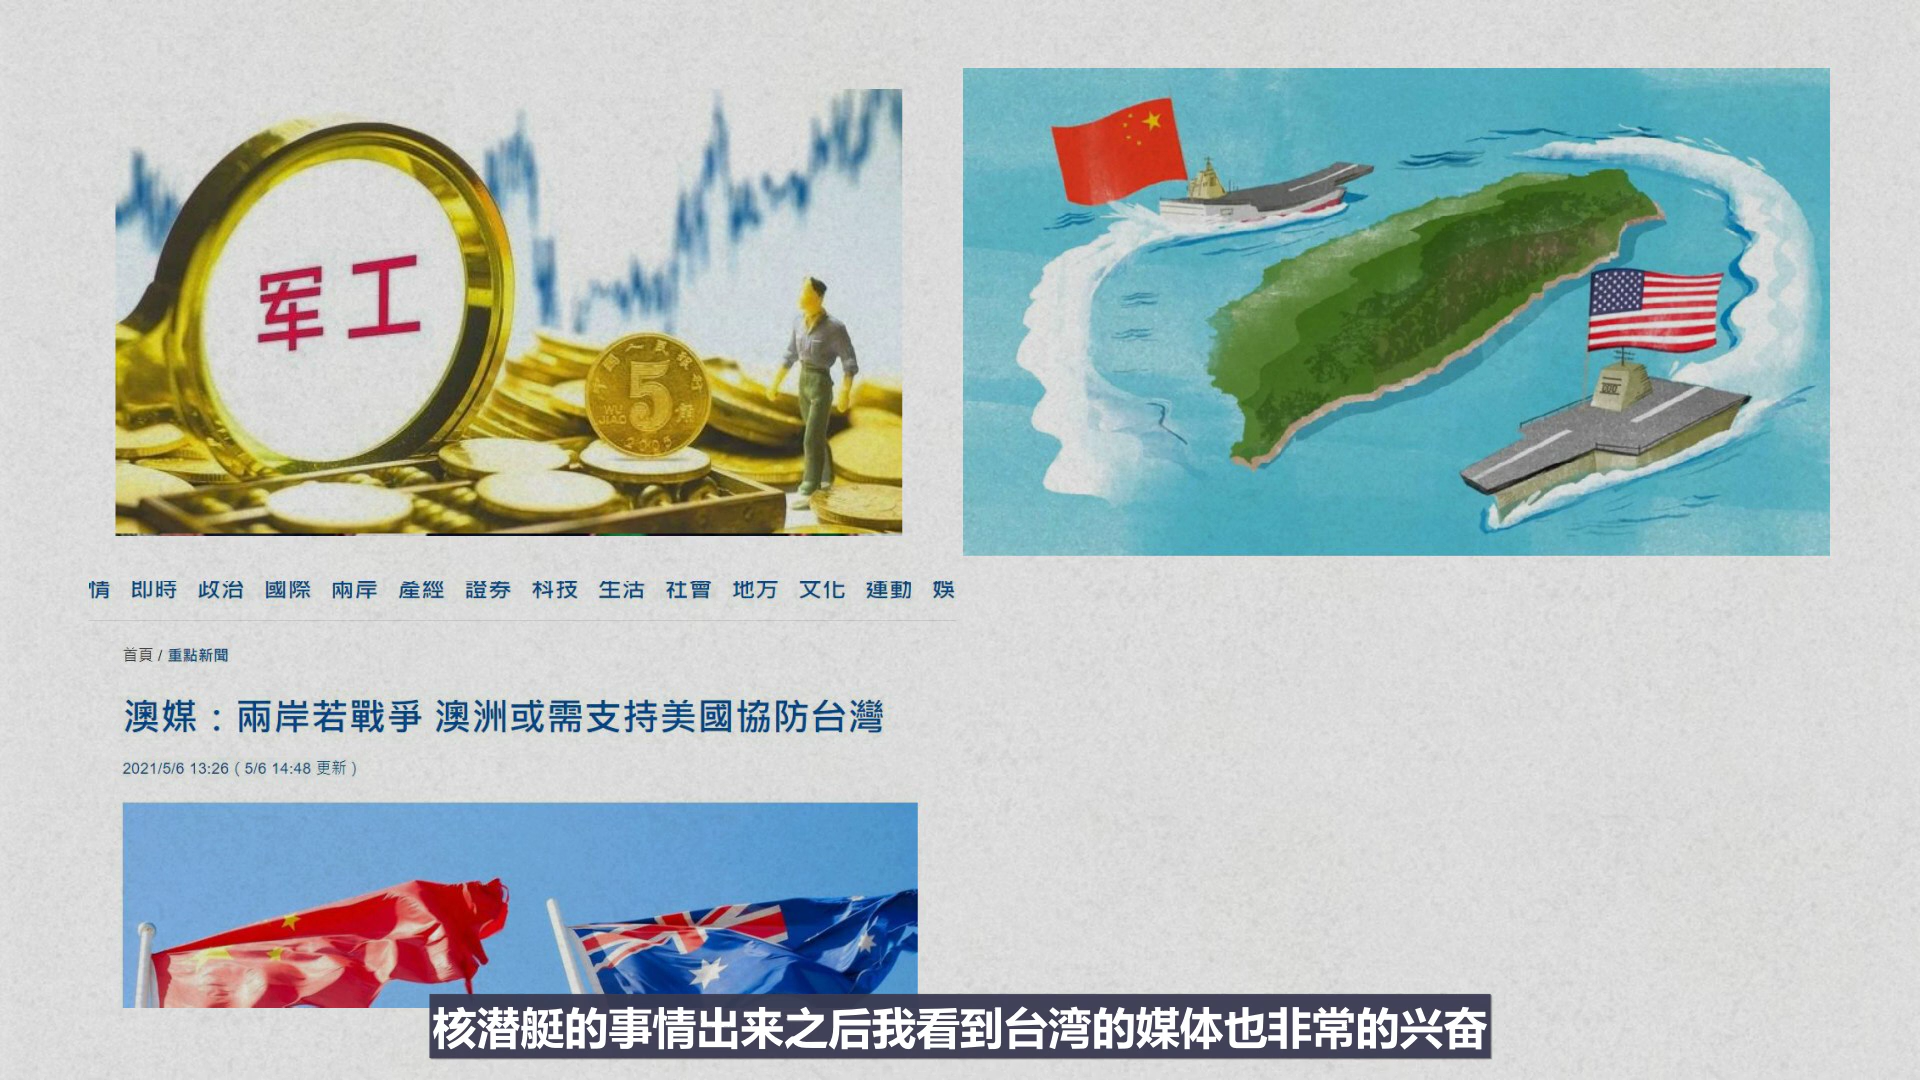 军工
5
WU JIAO
2005
情 即時 政治 國際 兩岸 產經 證券 科技 生活 社會 地方 文化 運動 娛
首頁 / 重點新聞
澳媒：兩岸若戰爭 澳洲或需支持美國協防台灣
2021/5/6 13:26（5/6 14:48 更新）
核潜艇的事情出来之后我看到台湾的媒体也非常的兴奋